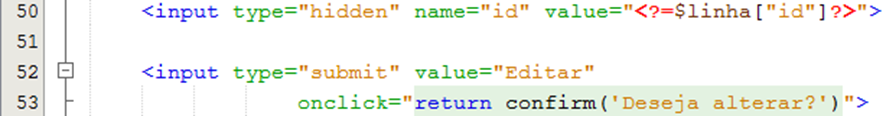 50 <input type="hidden" name="id" value="<?=$linha["id"]?>">
51
52 <input type="submit" value="Editar"
53 onclick="return confirm('Deseja alterar?')">